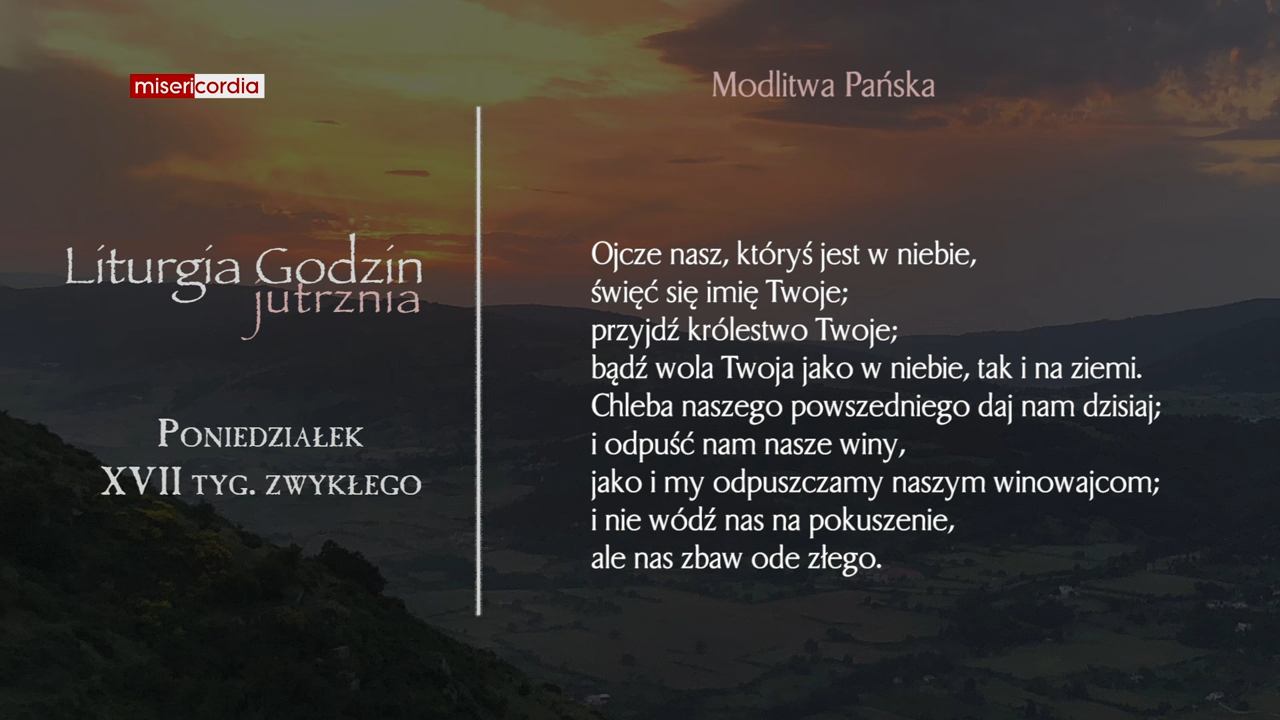 misericordia
Liturgia Godzin
jutrznia
Poniedziałek
XVII tyg. zwykłego
Modlitwa Pańska
Ojcze nasz, któryś jest w niebie,
święć się imię Twoje;
przyjdź królestwo Twoje;
bądź wola Twoja jako w niebie, tak i na ziemi.
Chleba naszego powszedniego daj nam dzisiaj;
i odpuść nam nasze winy,
jako i my odpuszczamy naszym winowajcom;
i nie wódź nas na pokuszenie,
ale nas zbaw ode złego.